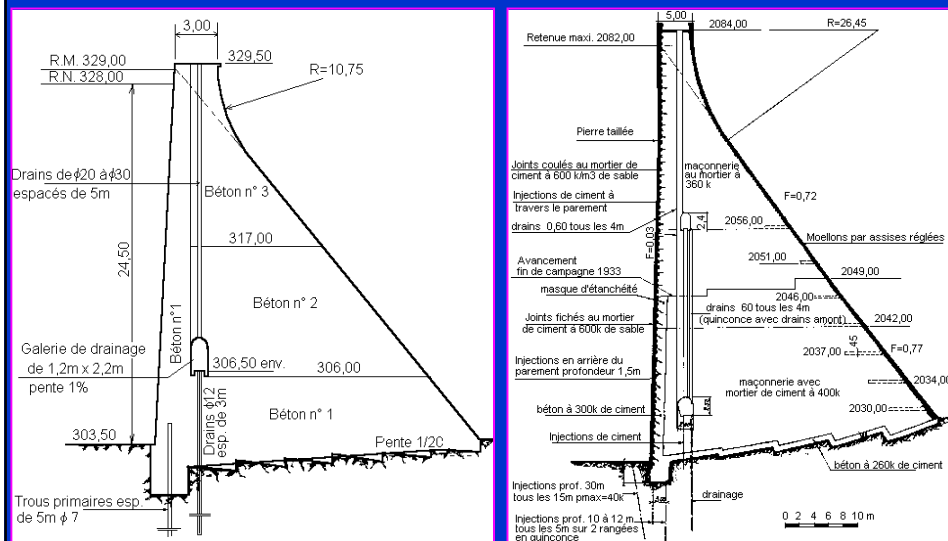 3,00
R.M. 329,00
R.N. 328,00
329,50
R=10,75
Drains de φ20 à φ30
espacés de 5m
Béton n° 3
24,50
317,00
Béton n°1
Béton n° 2
Galerie de drainage
de 1,2m x 2,2m
pente 1%
306,50 env.
306,00
Drains φ12
esp de 3m
Béton n° 1
303,50
Pente 1/20
Trous primaires esp.
de 5m φ 7
5,00
2084,00
R=26,45
Retenue maxi. 2082,00
Pierre taillée
Joints coulés au mortier de
ciment à 600 k/m3 de sable
maçonnerie
au mortier à
360 k
Injections de ciment à
travers le parement
F=0,72
drains 0,60 tous les 4m
2,4
2056,00
F=0,03
Moellons par assises réglées
Avancement
fin de campagne 1933
2051,00
2049,00
masque d'étanchéité
2046,00
drains 60 tous les 4m
(quinconce avec drains amont)
Joints fichés au mortier
de ciment à 600k de sable
2042,00
2037,00
45
F=0,77
Injections en arrière du
parement profondeur 1,5m
maçonnerie avec
mortier de ciment à 400k
2034,00
béton à 300k de ciment
2030,00
Injections de ciment
béton à 260k de ciment
Injections prof. 30m
tous les 15m pmax=40k
drainage
Injections prof. 10 à 12 m
tous les 5m sur 2 rangées
en quinconce
0 2 4 6 8 10 m